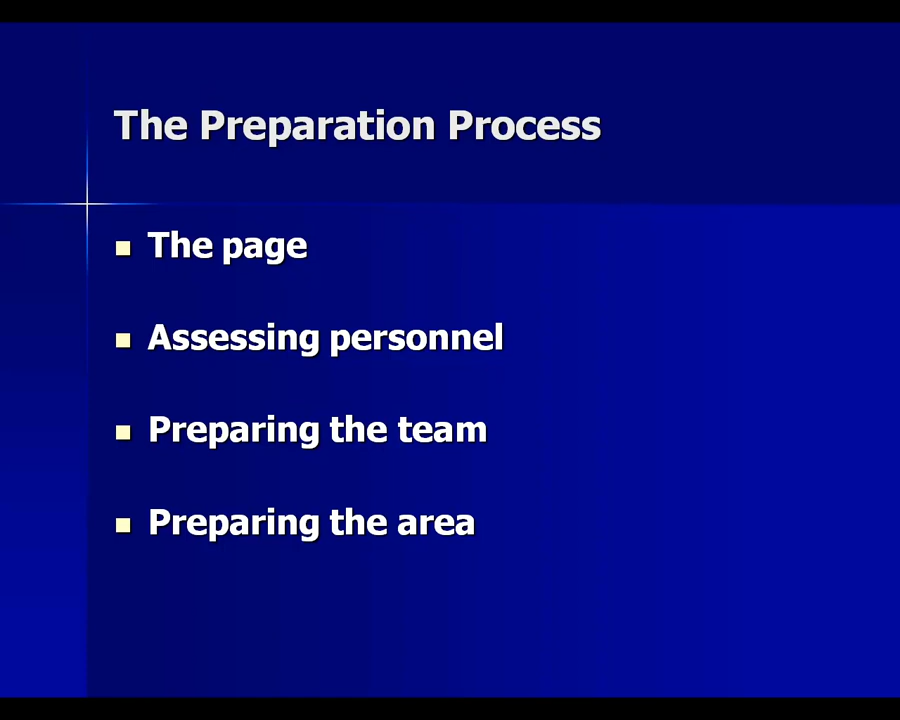 The Preparation Process
The page
Assessing personnel
Preparing the team
Preparing the area